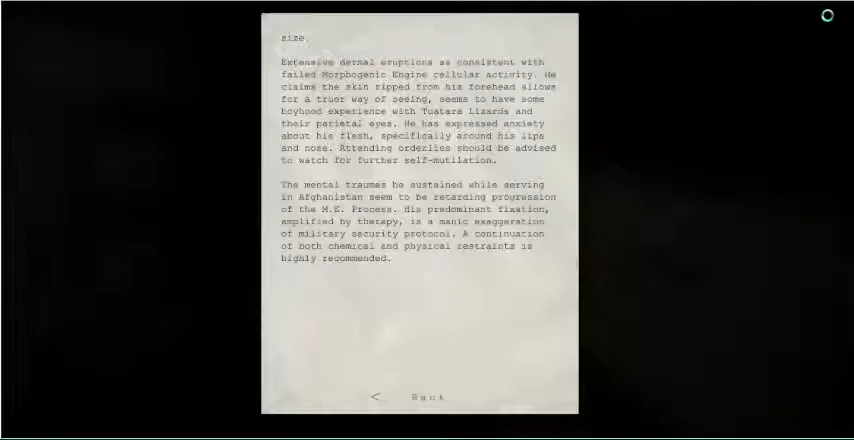 size.
Extensive dermal eruptions as consistent with
failed Morphogenic Engine cellular activity. He
claims the skin ripped from his forehead allows
for a truer way of seeing, seems to have some
boyhood experience with Tuatara Lizards and
their parietal eyes. He has expressed anxiety
about his flesh, specifically around his lips
and nose. Attending orderlies should be advised
to watch for further self-mutilation.
The mental traumas he sustained while serving
in Afghanistan seem to be retarding progression
of the M.E. Process. His predominant fixation,
amplified by therapy, is a manic exaggeration
of military security protocol. A continuation
of both chemical and physical restraints is
highly recommended.
< Back